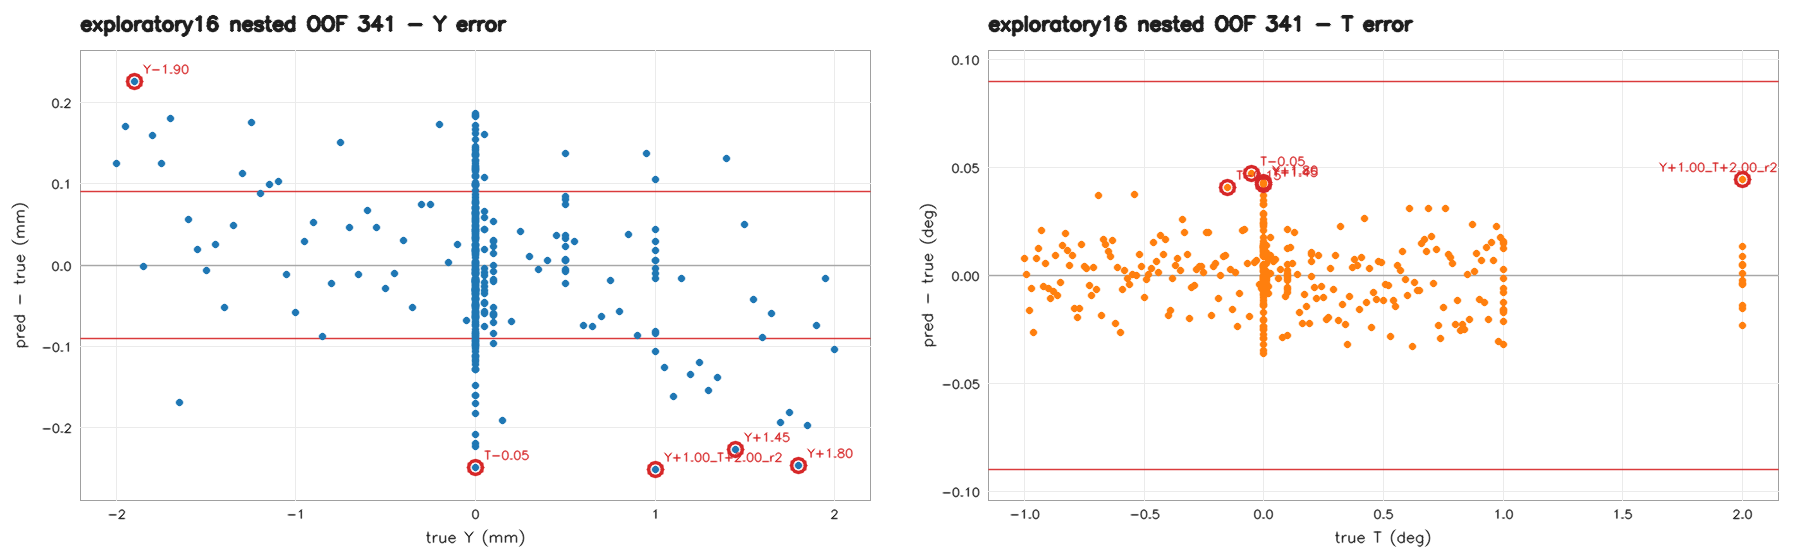 exploratory16 nested OOF 341 – Y error
Y–1.90
0.2
0.1
0.0
−0.1
−0.2
pred − true (mm)
Y+1.45
T–0.05
Y+1.00_T+2.00_r2
Y+1.80
−2
−1
0
1
2
true Y (mm)
exploratory16 nested OOF 341 – T error
0.10
0.05
0.00
−0.05
−0.10
pred − true (deg)
T–0.05
Y+1.00_T+2.00_r2
−1.0
−0.5
0.0
0.5
1.0
2.0
true T (deg)